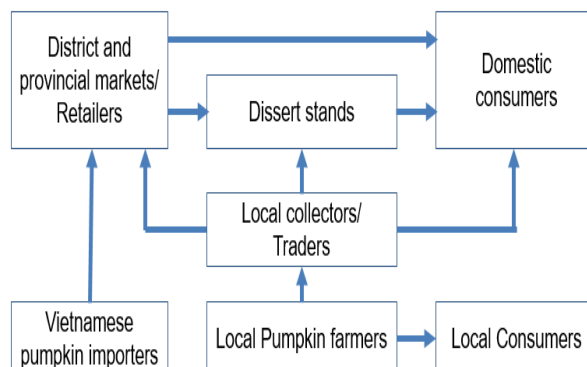 District and
provincial markets/
Retailers
Domestic
consumers
Dissert stands
Local collectors/
Traders
Vietnamese
pumpkin importers
Local Pumpkin farmers
Local Consumers